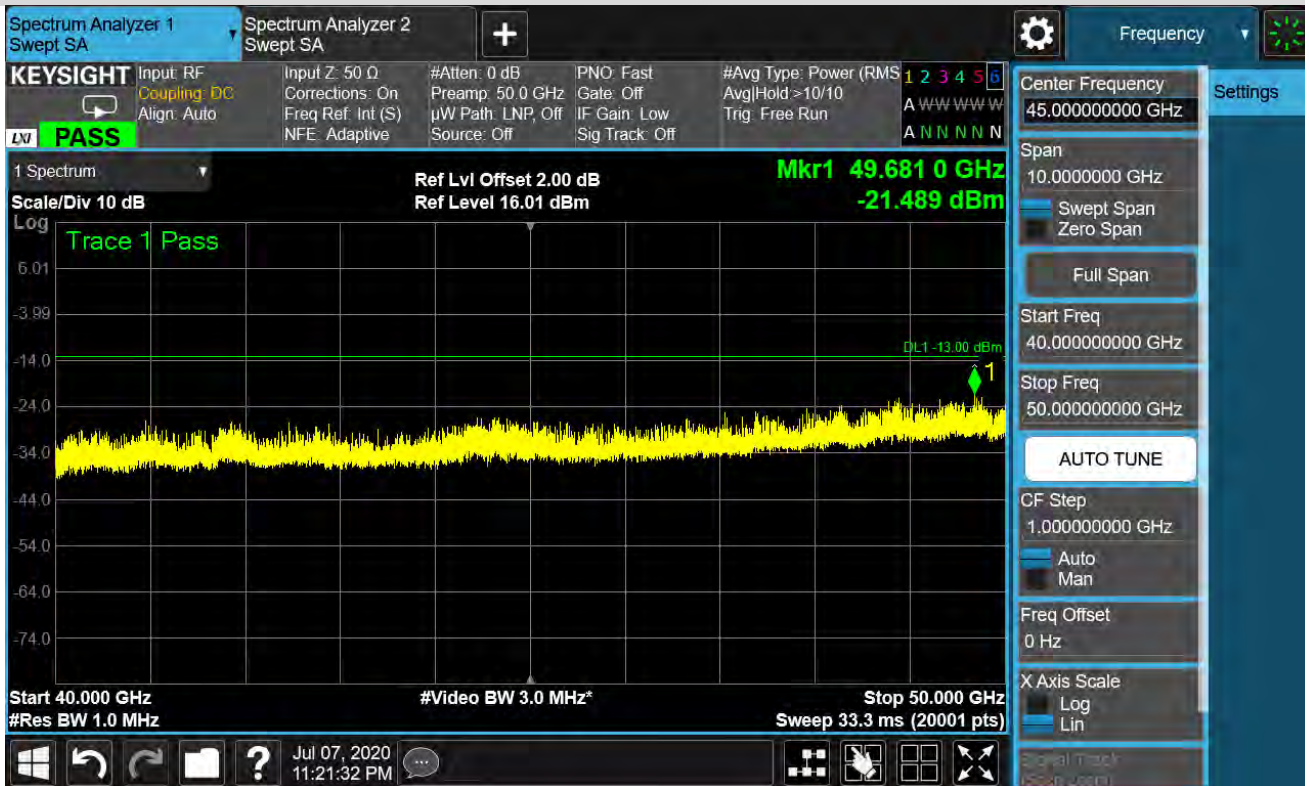 Spectrum Analyzer 1
Swept SA
Spectrum Analyzer 2
Swept SA
+
Frequency
KEYSIGHT
LXI
PASS
Input: RF
Coupling: DC
Align: Auto
Input Z: 50 Ω
Corrections: On
Freq Ref: Int (S)
NFE: Adaptive
#Atten: 0 dB
Preamp: 50.0 GHz
µW Path: LNP, Off
Source: Off
PNO: Fast
Gate: Off
IF Gain: Low
Sig Track: Off
#Avg Type: Power (RMS
Avg|Hold:>10/10
Trig: Free Run
1 2 3 4 5 6
A W W W W W
A N N N N N
1 Spectrum
Scale/Div 10 dB
Ref Lvl Offset 2.00 dB
Ref Level 16.01 dBm
Mkr1 49.681 0 GHz
-21.489 dBm
Log
Trace 1 Pass
6.01
-3.99
-14.0
-24.0
-34.0
-44.0
-54.0
-64.0
-74.0
DL1 -13.00 dBm
1
Start 40.000 GHz
#Res BW 1.0 MHz
#Video BW 3.0 MHz*
Stop 50.000 GHz
Sweep 33.3 ms (20001 pts)
Center Frequency
45.000000000 GHz
Settings
Span
10.0000000 GHz
Swept Span
Zero Span
Full Span
Start Freq
40.000000000 GHz
Stop Freq
50.000000000 GHz
AUTO TUNE
CF Step
1.000000000 GHz
Auto
Man
Freq Offset
0 Hz
X Axis Scale
Log
Lin
Signal Track
?
Jul 07, 2020
11:21:32 PM